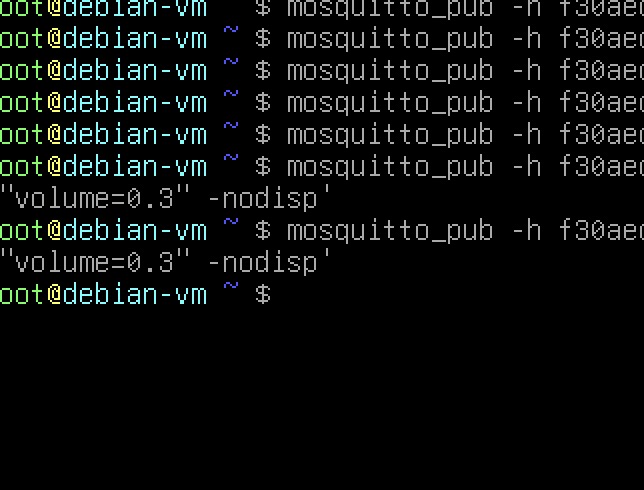 oot@debian-vm ~ $ mosquitto_pub -h f30aec
oot@debian-vm ~ $ mosquitto_pub -h f30aec
oot@debian-vm ~ $ mosquitto_pub -h f30aec
oot@debian-vm ~ $ mosquitto_pub -h f30aec
oot@debian-vm ~ $ mosquitto_pub -h f30aec
oot@debian-vm ~ $ mosquitto_pub -h f30aec
"volume=0.3" -nodisp'
oot@debian-vm ~ $ mosquitto_pub -h f30aec
"volume=0.3" -nodisp'
oot@debian-vm ~ $